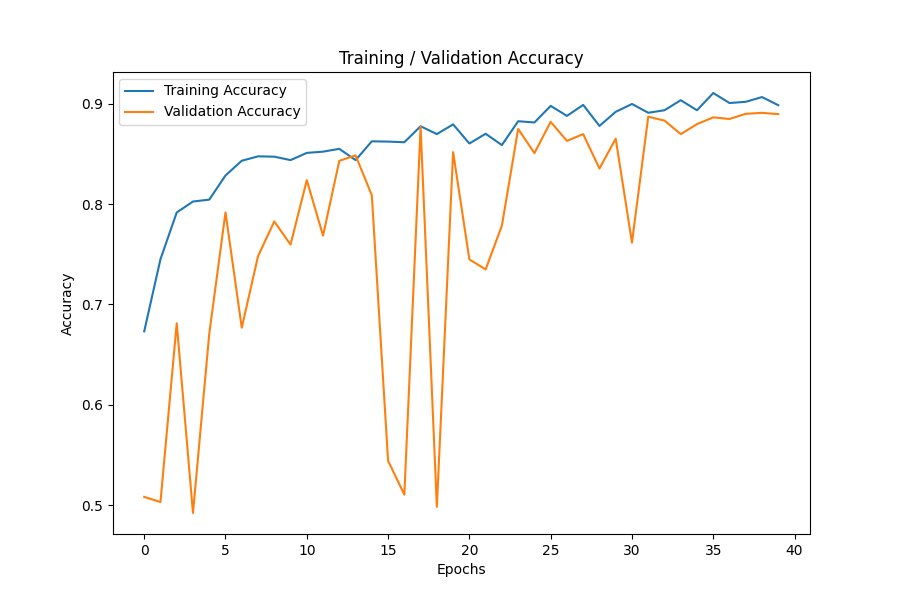 Training / Validation Accuracy
Training Accuracy
Validation Accuracy
0.9
0.8
0.7
0.6
0.5
Accuracy
0 5 10 15 20 25 30 35 40
Epochs